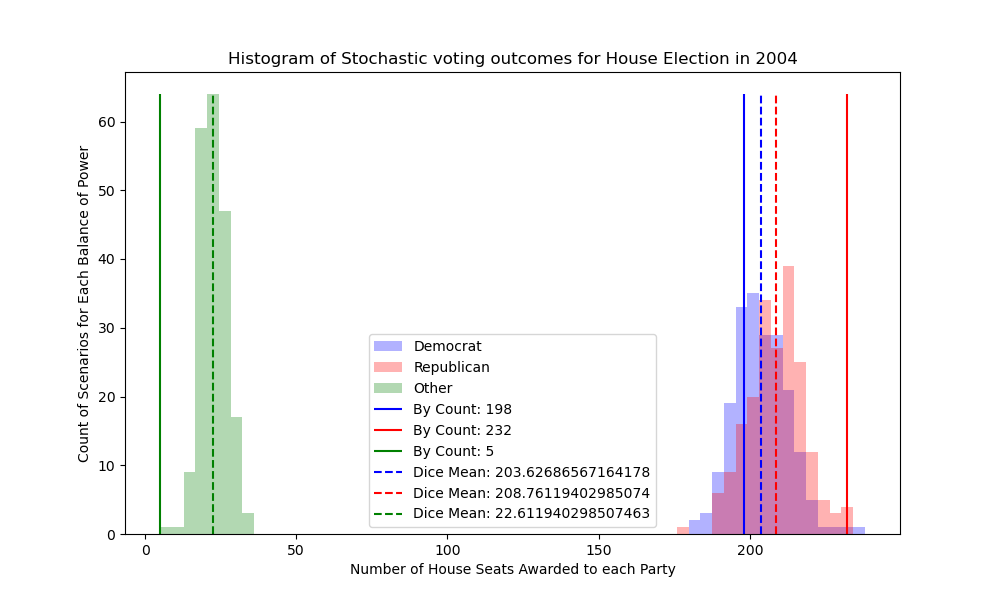 Histogram of Stochastic voting outcomes for House Election in 2004
Count of Scenarios for Each Balance of Power
60
50
40
30
20
10
0
Democrat
Republican
Other
By Count: 198
By Count: 232
By Count: 5
Dice Mean: 203.62686567164178
Dice Mean: 208.76119402985074
Dice Mean: 22.611940298507463
0 50 100 150 200
Number of House Seats Awarded to each Party